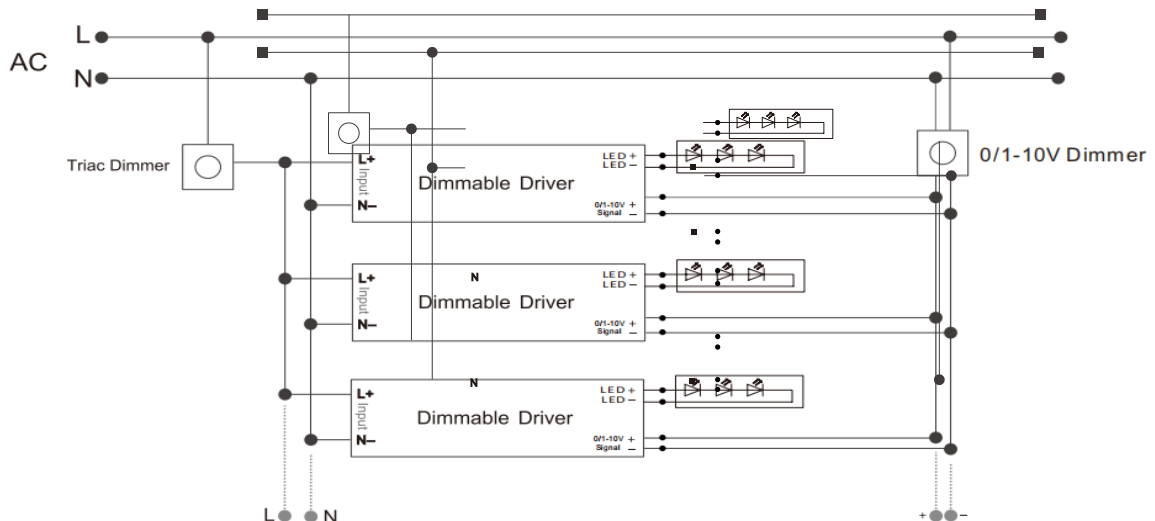 L
AC
N
Triac Dimmer
0/1-10V Dimmer
L+
Input
N–
Dimmable Driver
LED +
LED –
0/1-10V +
Signal –
L+
Input
N–
N
Dimmable Driver
LED +
LED –
0/1-10V +
Signal –
L+
Input
N–
N
Dimmable Driver
LED +
LED –
0/1-10V +
Signal –
L
N
+
–